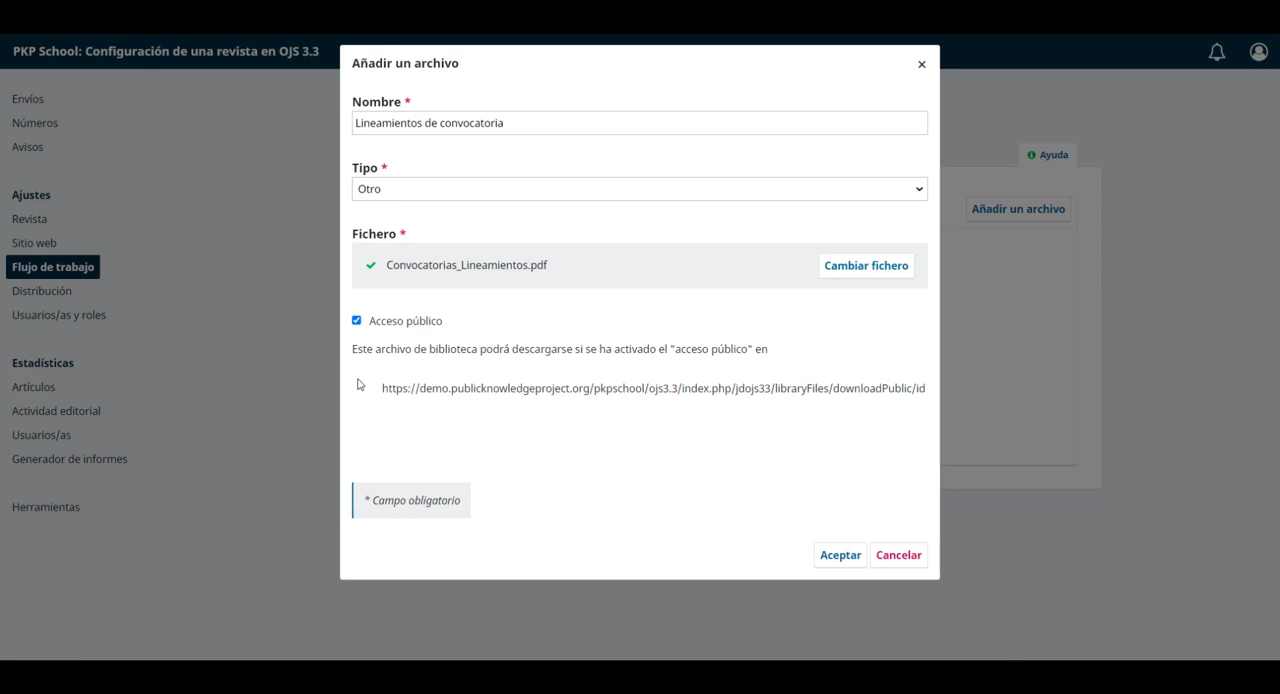 PKP School: Configuración de una revista en OJS 3.3
Envíos
Números
Avisos
Ajustes
Revista
Sitio web
Flujo de trabajo
Distribución
Usuarios/as y roles
Estadísticas
Artículos
Actividad editorial
Usuarios/as
Generador de informes
Herramientas
Añadir un archivo
×
Nombre *
Lineamientos de convocatoria
Tipo *
Otro
Fichero *
Convocatorias_Lineamientos.pdf
Cambiar fichero
Acceso público
Este archivo de biblioteca podrá descargarse si se ha activado el "acceso público" en
https://demo.publicknowledgeproject.org/pkpschool/ojs3.3/index.php/jdojs33/libraryFiles/downloadPublic/id
* Campo obligatorio
Aceptar
Cancelar
Ayuda
Añadir un archivo